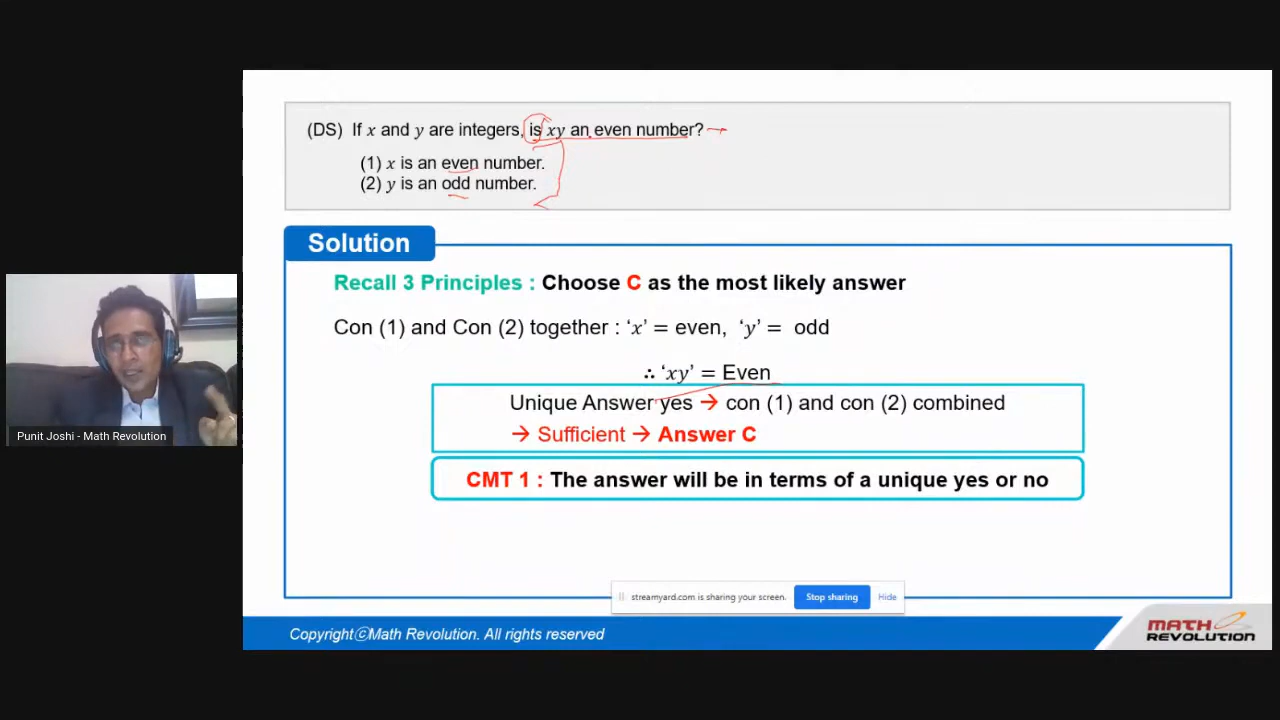 (DS) If x and y are integers, is xy an even number?
(1) x is an even number.
(2) y is an odd number.
Solution
Recall 3 Principles : Choose C as the most likely answer
Con (1) and Con (2) together : ‘x’ = even, ‘y’ = odd
∴ ‘xy’ = Even
Unique Answer yes → con (1) and con (2) combined
→ Sufficient → Answer C
CMT 1 : The answer will be in terms of a unique yes or no
Punit Joshi - Math Revolution
streamyard.com is sharing your screen. Stop sharing Hide
Copyrightⓒ Math Revolution. All rights reserved
MATH
REVOLUTION